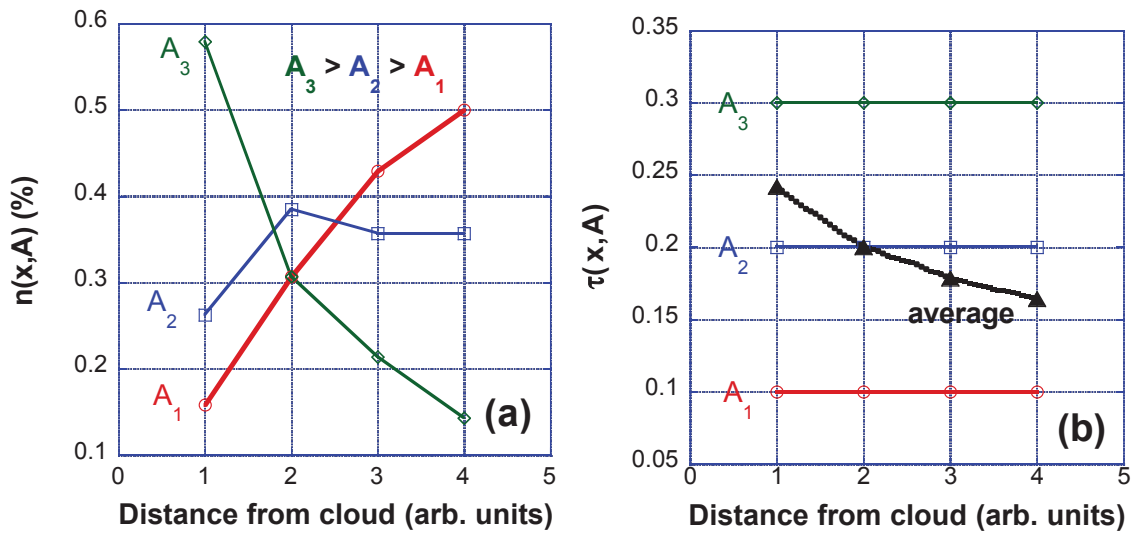 0.6
0.5
0.4
0.3
0.2
0.1
n(x,A) (%)
A₃
A₃ > A₂ > A₁
A₂
A₁
(a)
0 1 2 3 4 5
Distance from cloud (arb. units)
0.35
0.3
0.25
0.2
0.15
0.1
0.05
τ(x,A)
A₃
A₂
average
A₁
(b)
0 1 2 3 4 5
Distance from cloud (arb. units)